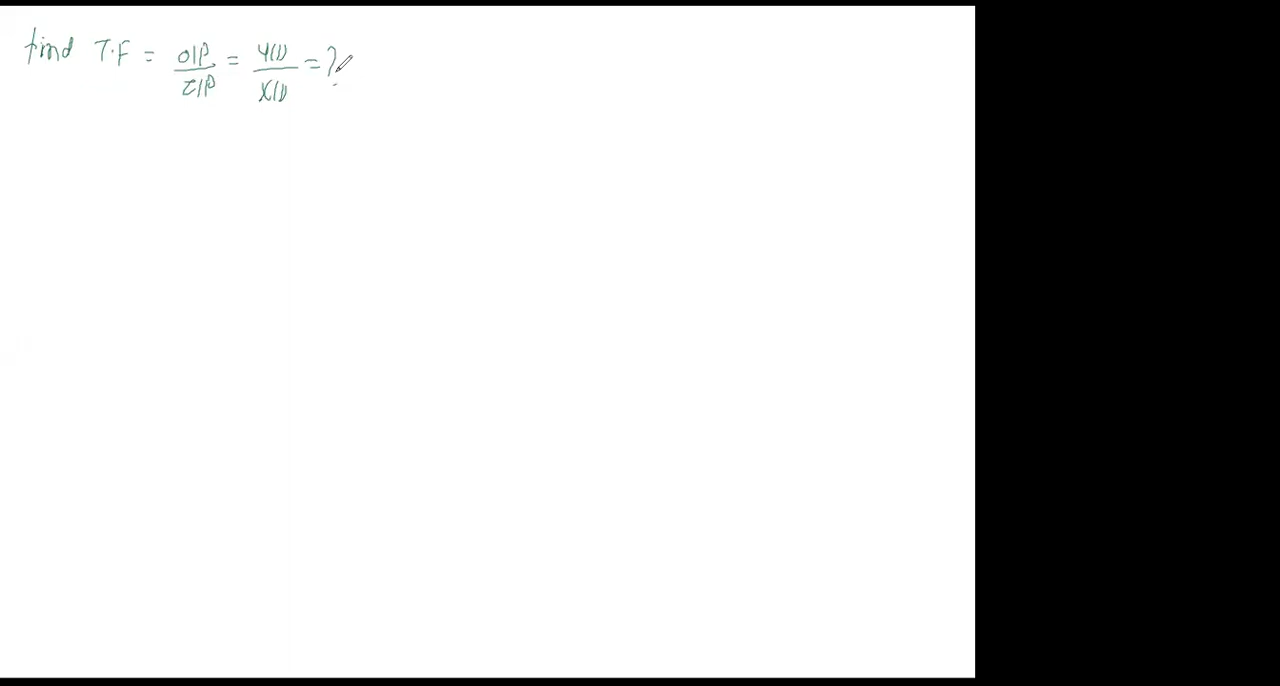 find T.F = O/P / I/P = Y(s) / X(s) = ?